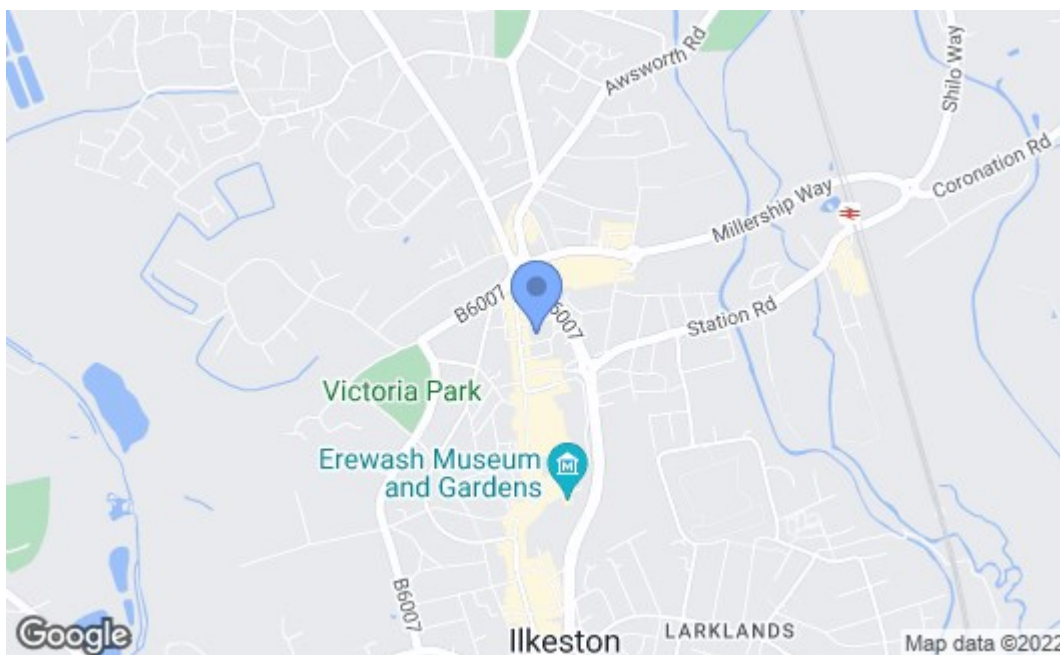 Awsworth Rd
Shilo Way
Coronation Rd
Millership Way
B6007
6007
Station Rd
Victoria Park
Erewash Museum
and Gardens
M
B6007
Ilkeston
LARKLANDS
Google
Map data ©2022